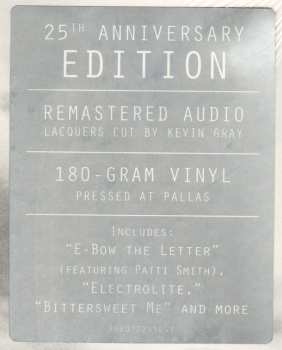 25TH ANNIVERSARY
EDITION
REMASTERED AUDIO
LACQUERS CUT BY KEVIN GRAY
180-GRAM VINYL
PRESSED AT PALLAS
INCLUDES:
"E-BOW THE LETTER"
(FEATURING PATTI SMITH),
"ELECTROLITE,"
"BITTERSWEET ME" AND MORE